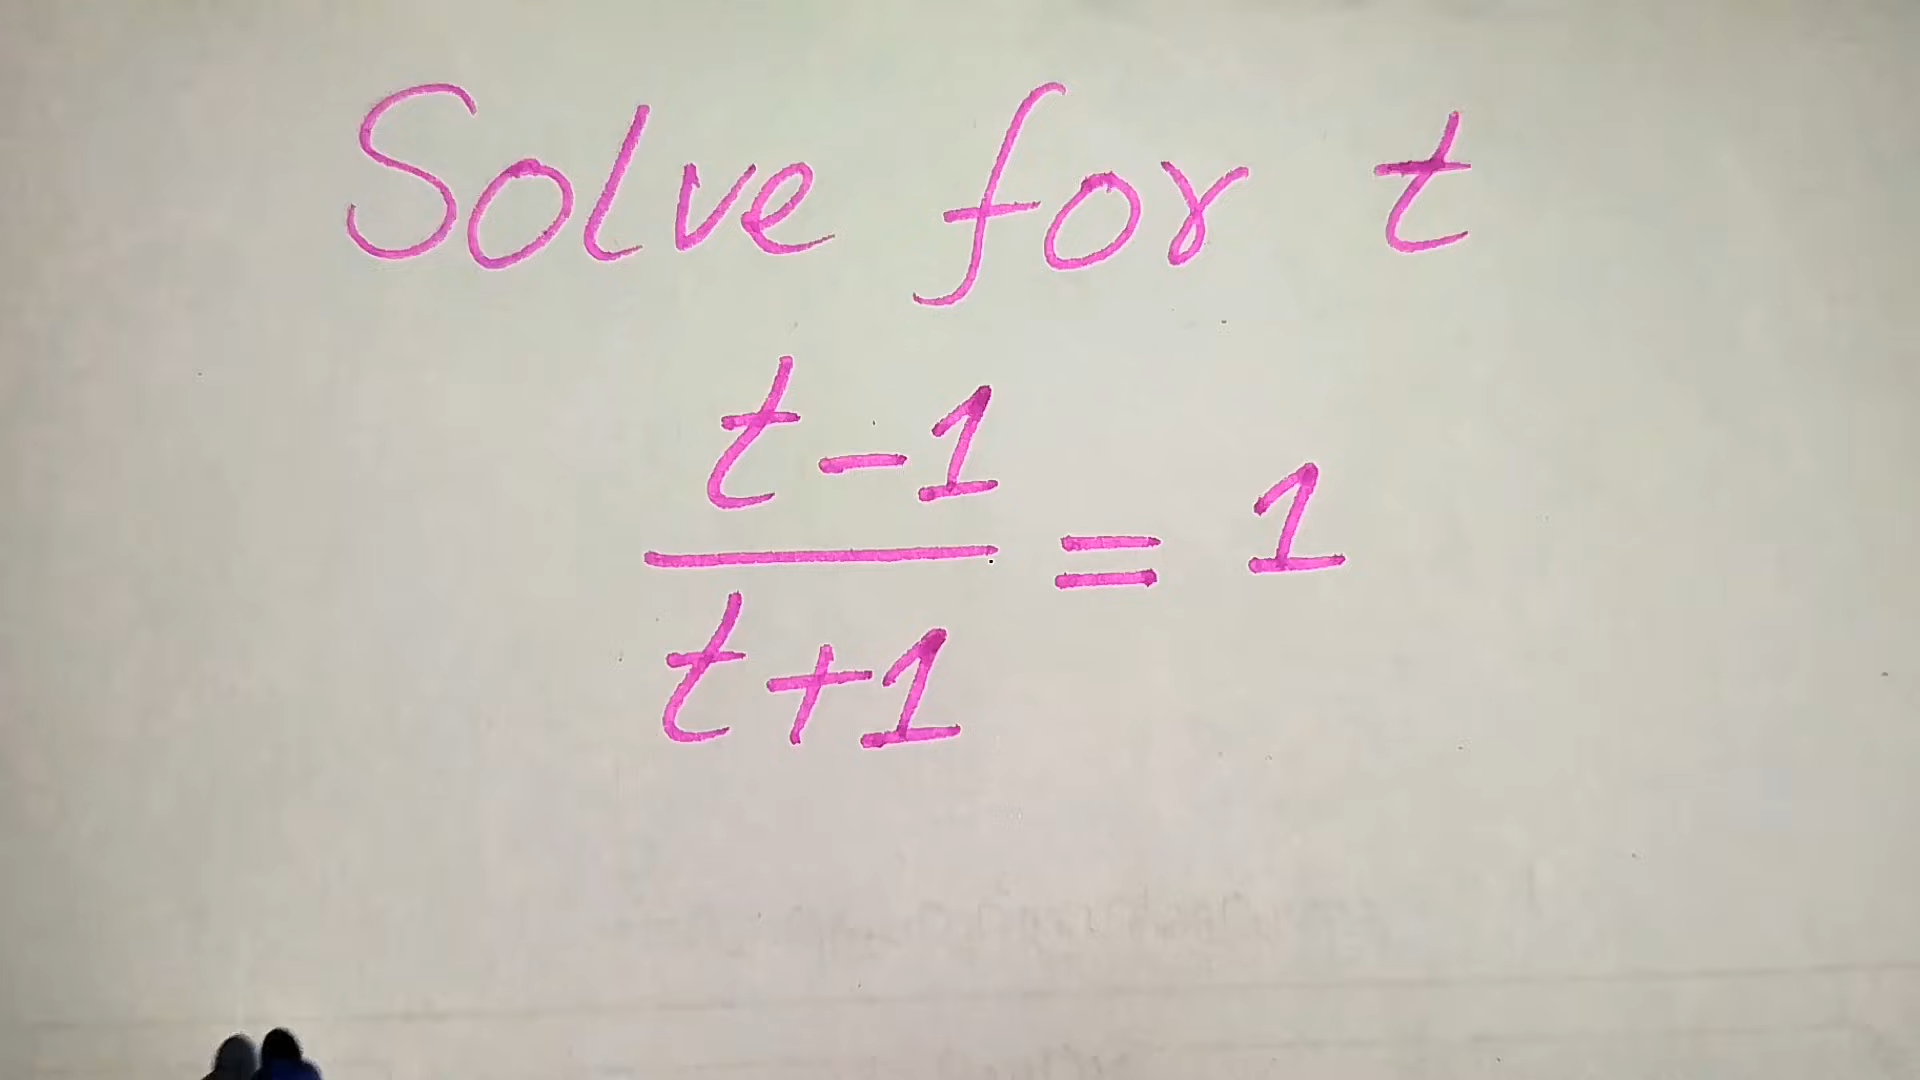 Solve for t
t-1
/
t+1 = 1